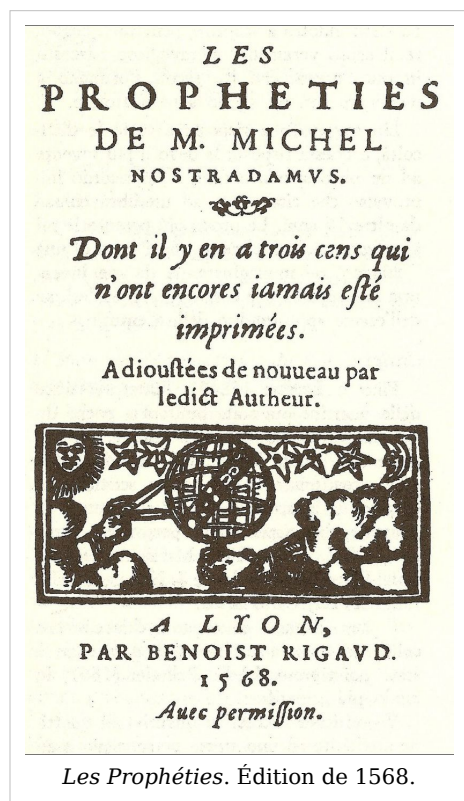 LES
PROPHETIES
DE M. MICHEL
NOSTRADAMVS.
Dont il y en a trois cens qui
n'ont encores iamais eſté
imprimées.
Adiouſtées de nouueau par
ledict Autheur.
A LYON,
PAR BENOIST RIGAVD.
1568.
Auec permiſſion.
Les Prophéties. Édition de 1568.